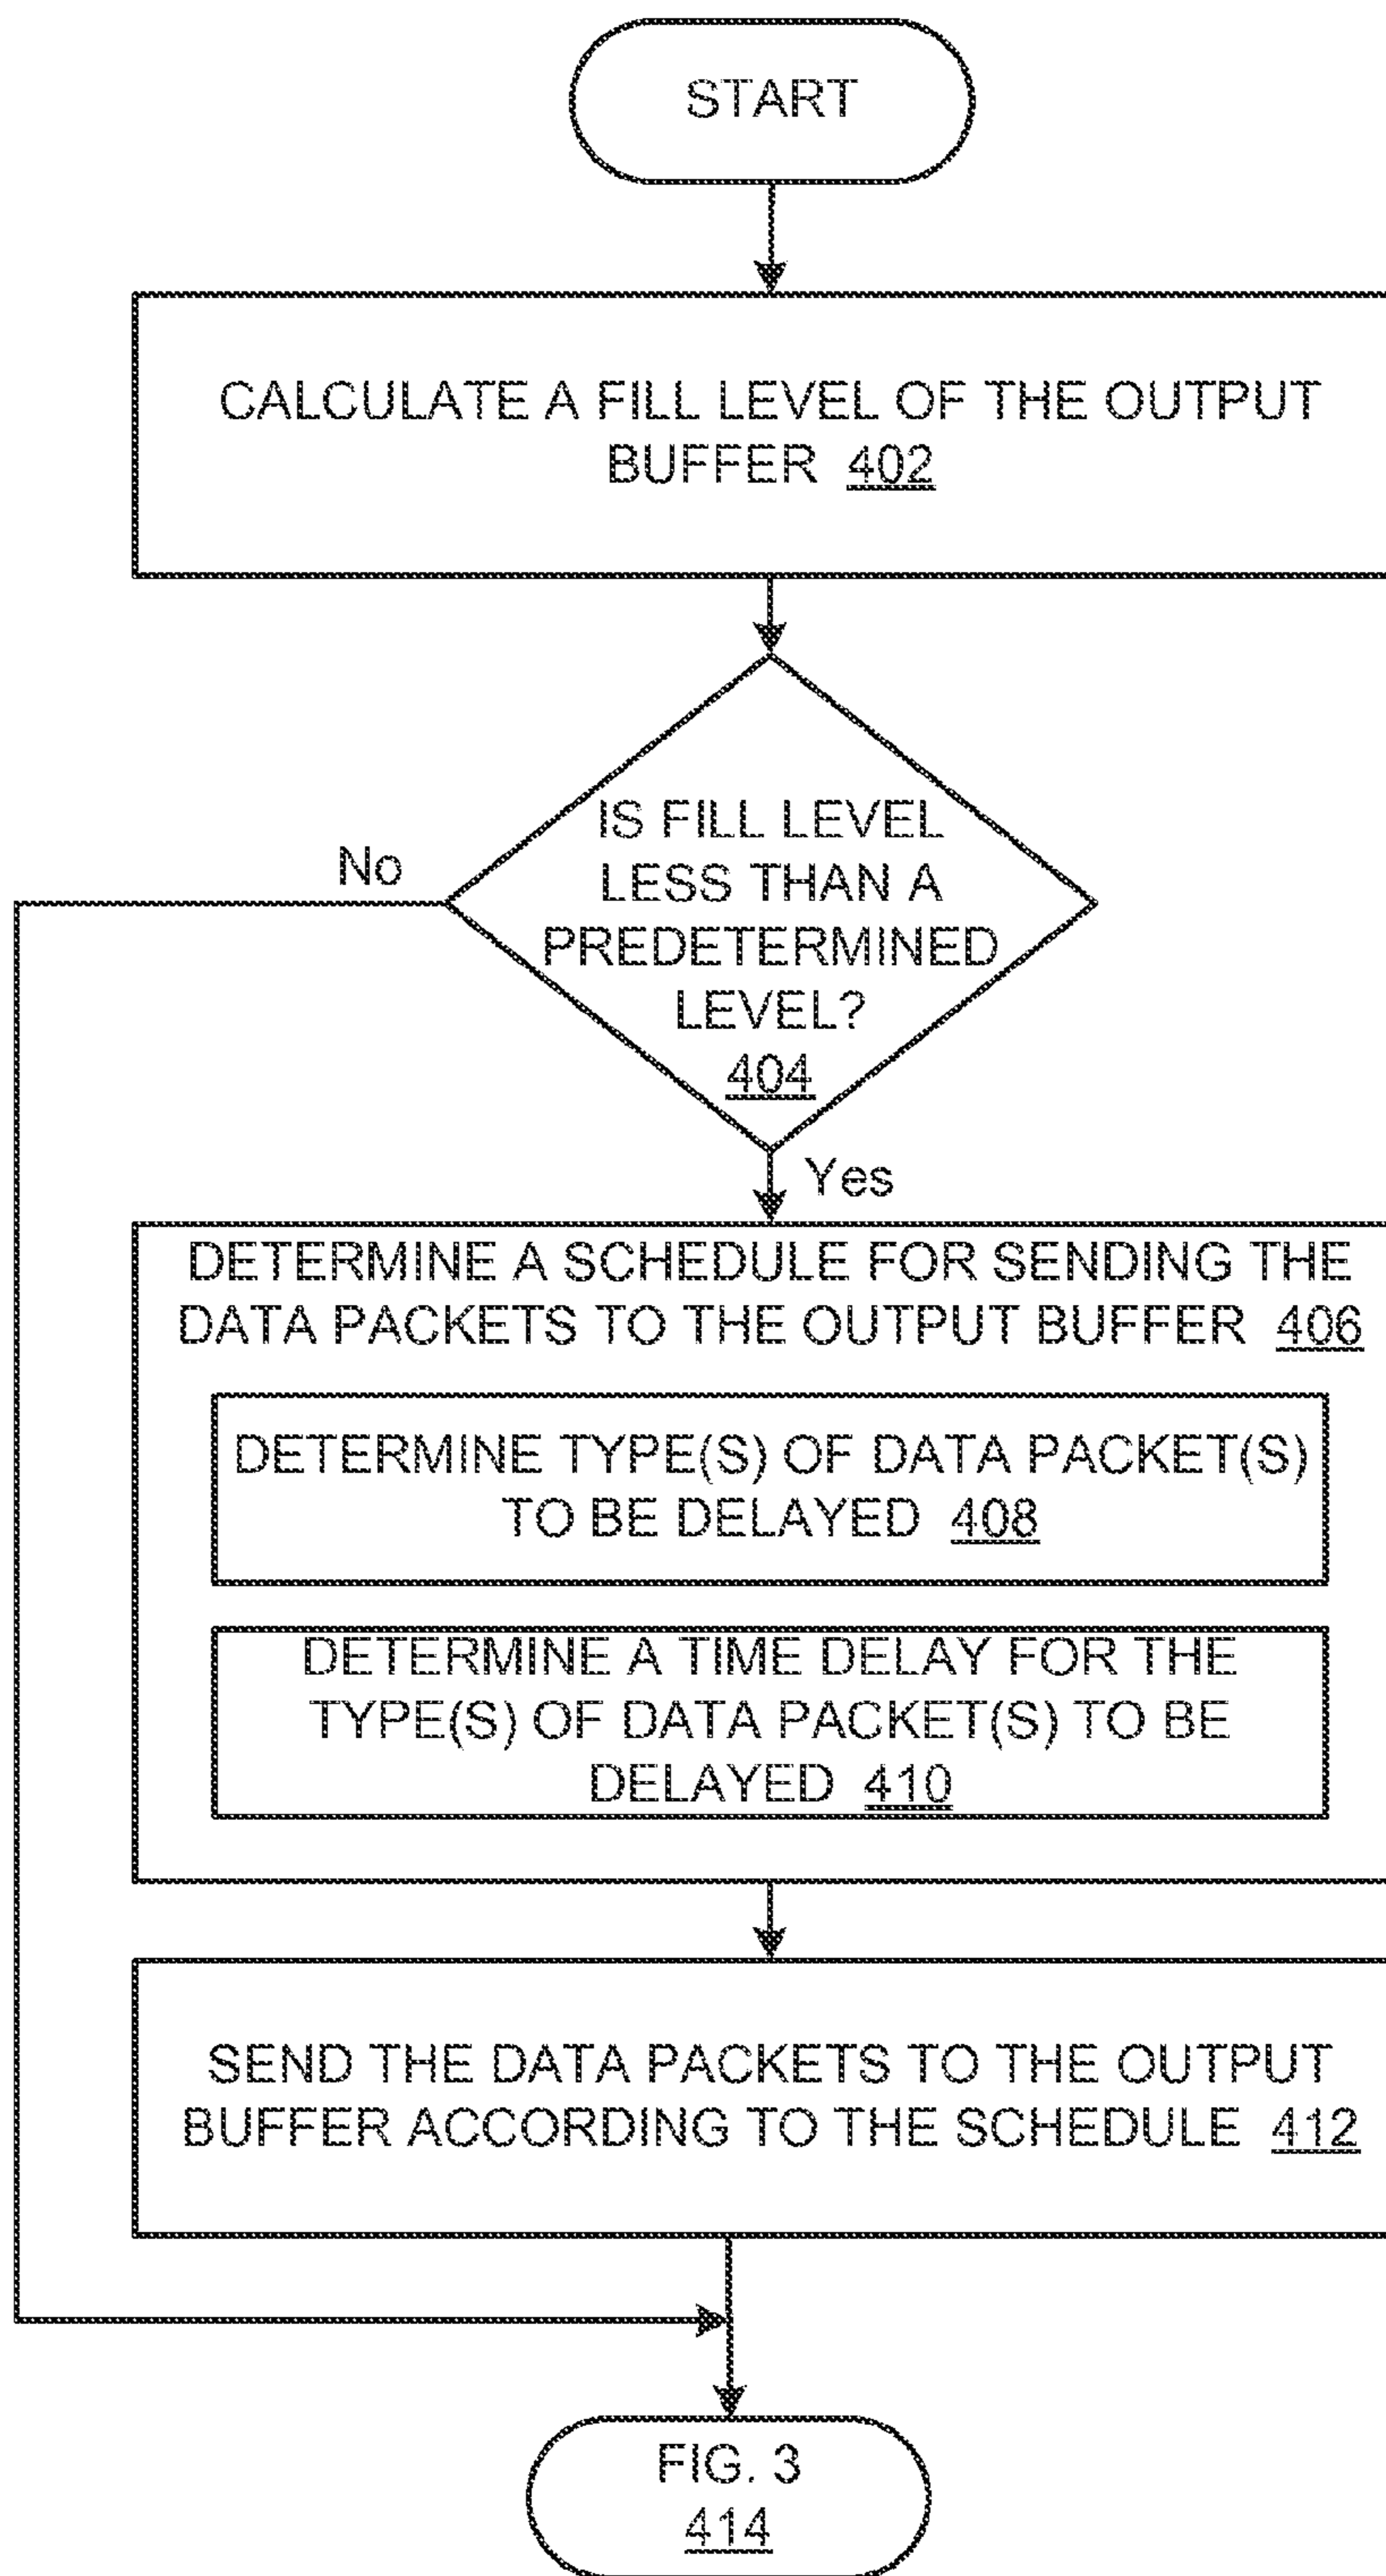 START
CALCULATE A FILL LEVEL OF THE OUTPUT
BUFFER 402
IS FILL LEVEL
LESS THAN A
PREDETERMINED
LEVEL?
404
No
Yes
DETERMINE A SCHEDULE FOR SENDING THE
DATA PACKETS TO THE OUTPUT BUFFER 406
DETERMINE TYPE(S) OF DATA PACKET(S)
TO BE DELAYED 408
DETERMINE A TIME DELAY FOR THE
TYPE(S) OF DATA PACKET(S) TO BE
DELAYED 410
SEND THE DATA PACKETS TO THE OUTPUT
BUFFER ACCORDING TO THE SCHEDULE 412
FIG. 3
414